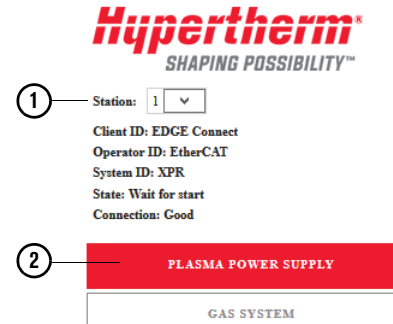 Hypertherm®
SHAPING POSSIBILITY™
1 Station: 1
Client ID: EDGE Connect
Operator ID: EtherCAT
System ID: XPR
State: Wait for start
Connection: Good
2 PLASMA POWER SUPPLY
GAS SYSTEM